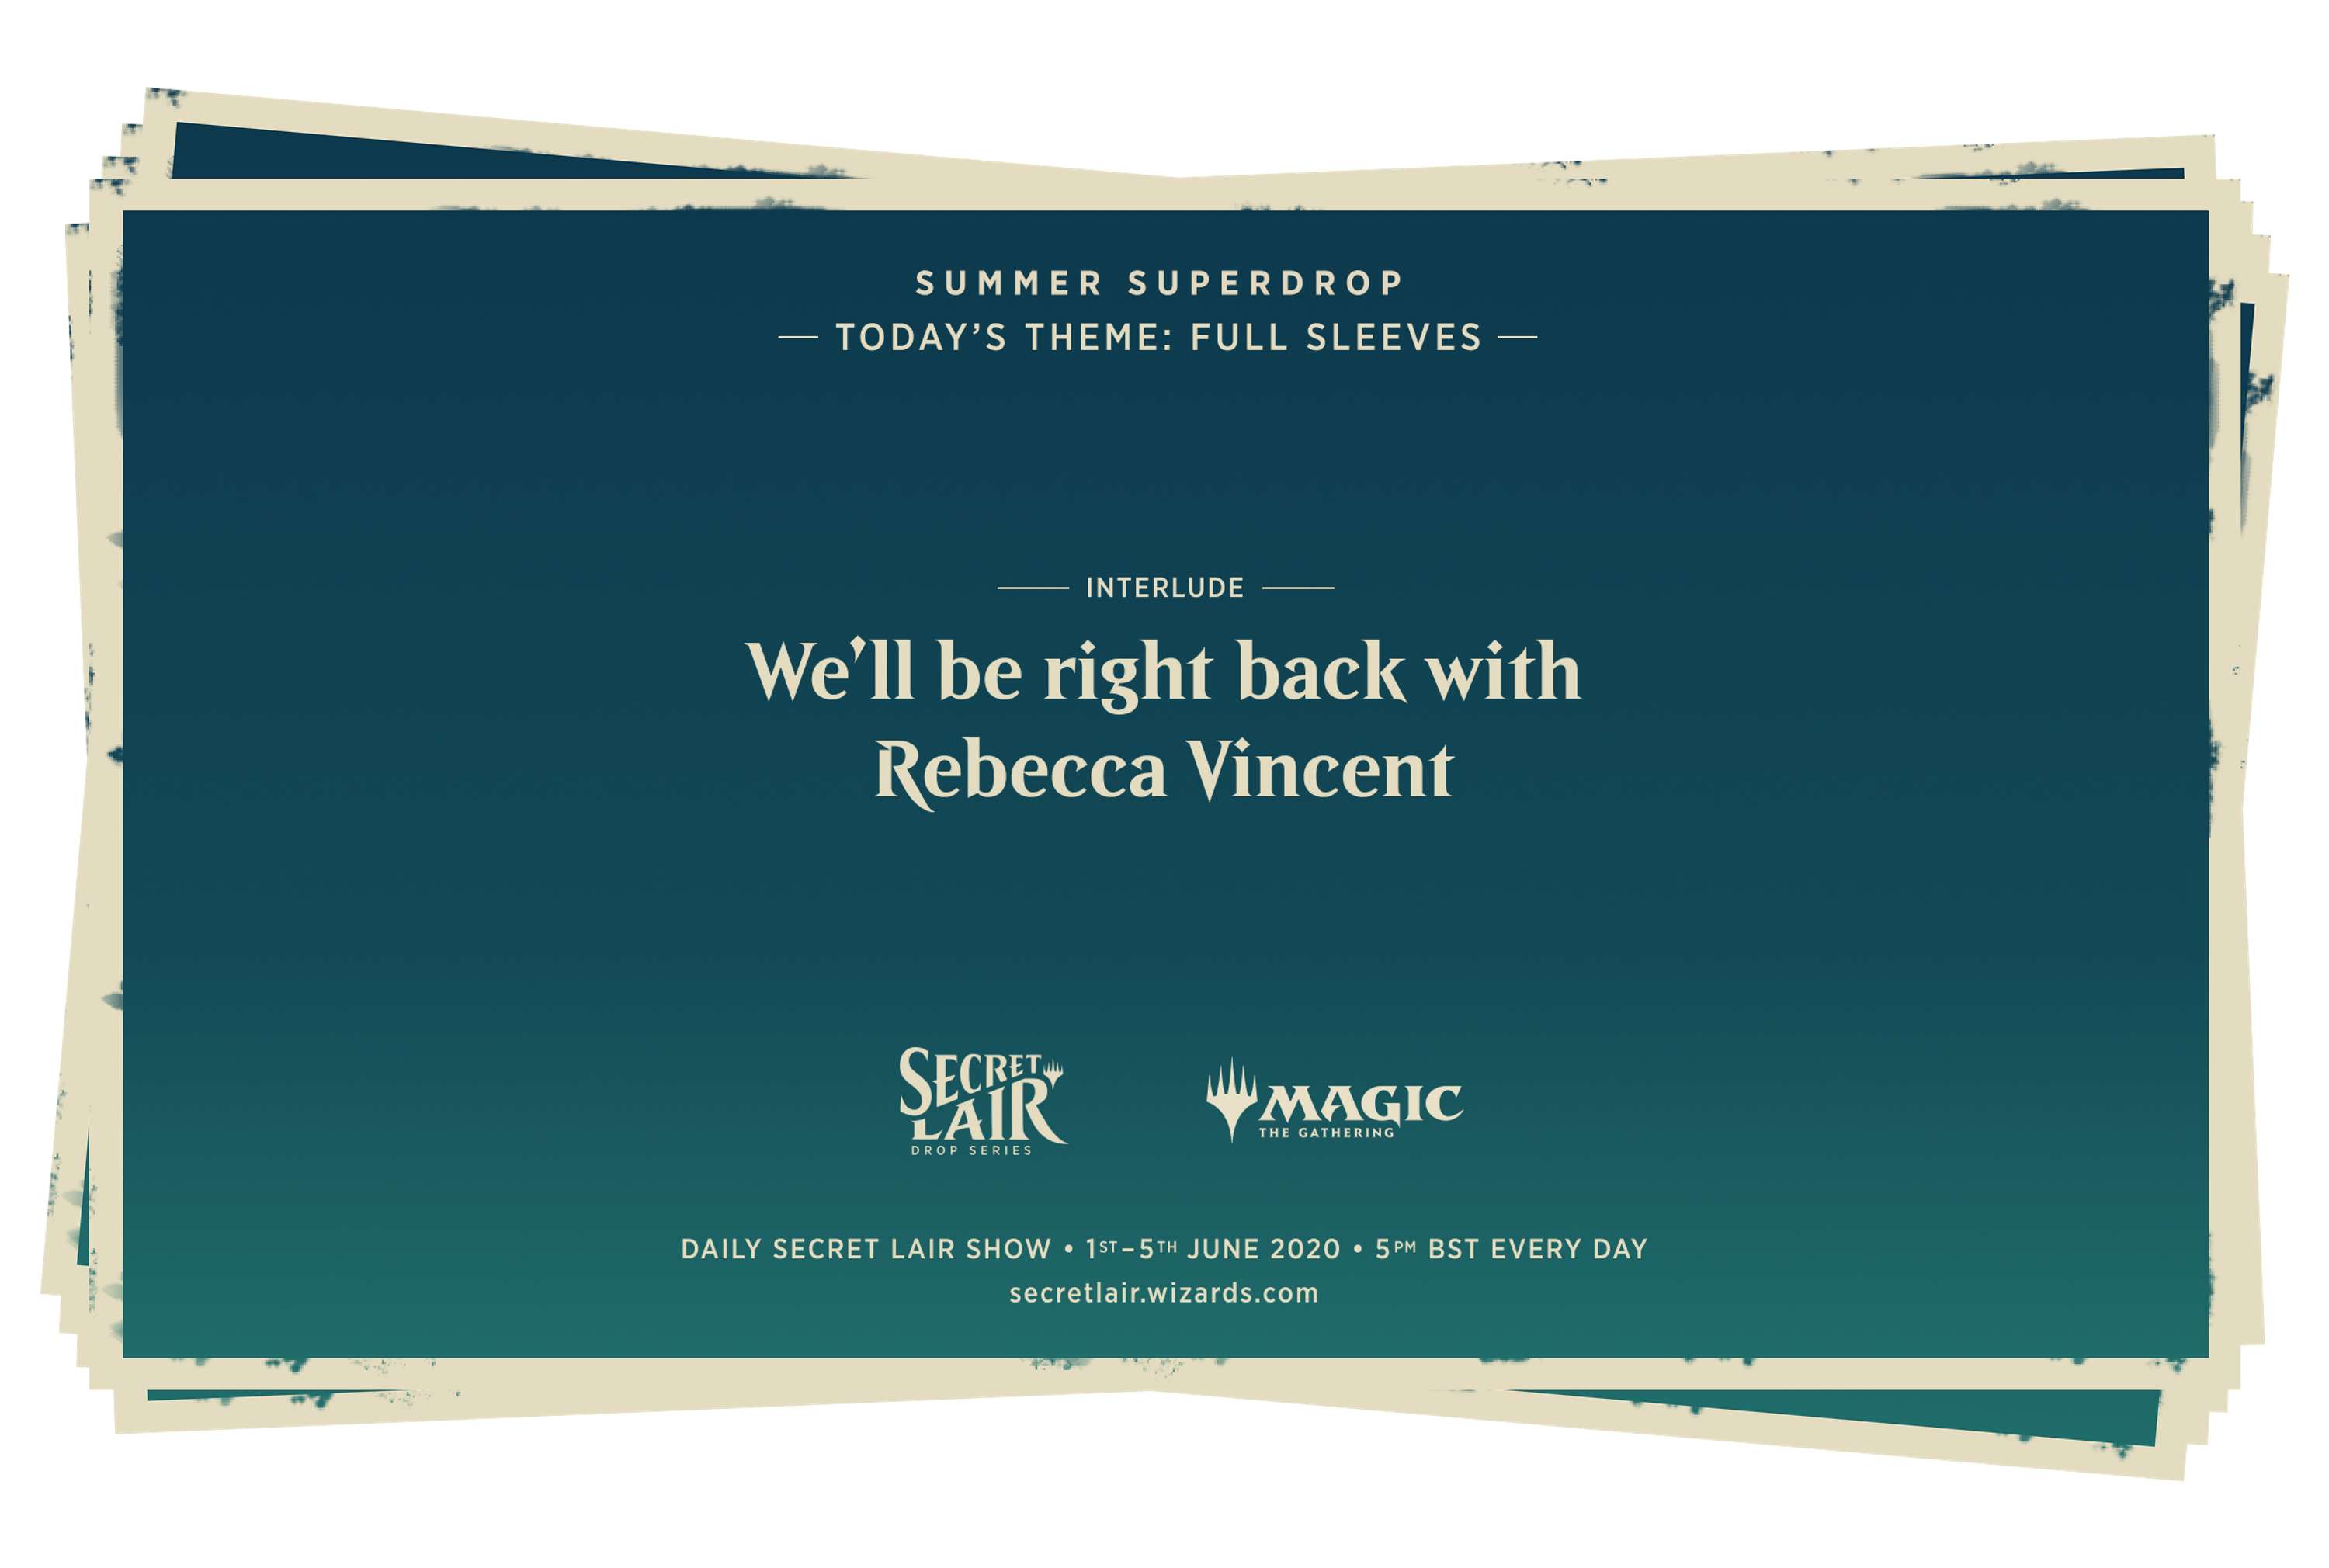 SUMMER SUPERDROP
— TODAY’S THEME: FULL SLEEVES —
INTERLUDE
We’ll be right back with
Rebecca Vincent
SECRET
LAIR
DROP SERIES
MAGIC
THE GATHERING
DAILY SECRET LAIR SHOW • 1ST–5TH JUNE 2020 • 5PM BST EVERY DAY
secretlair.wizards.com